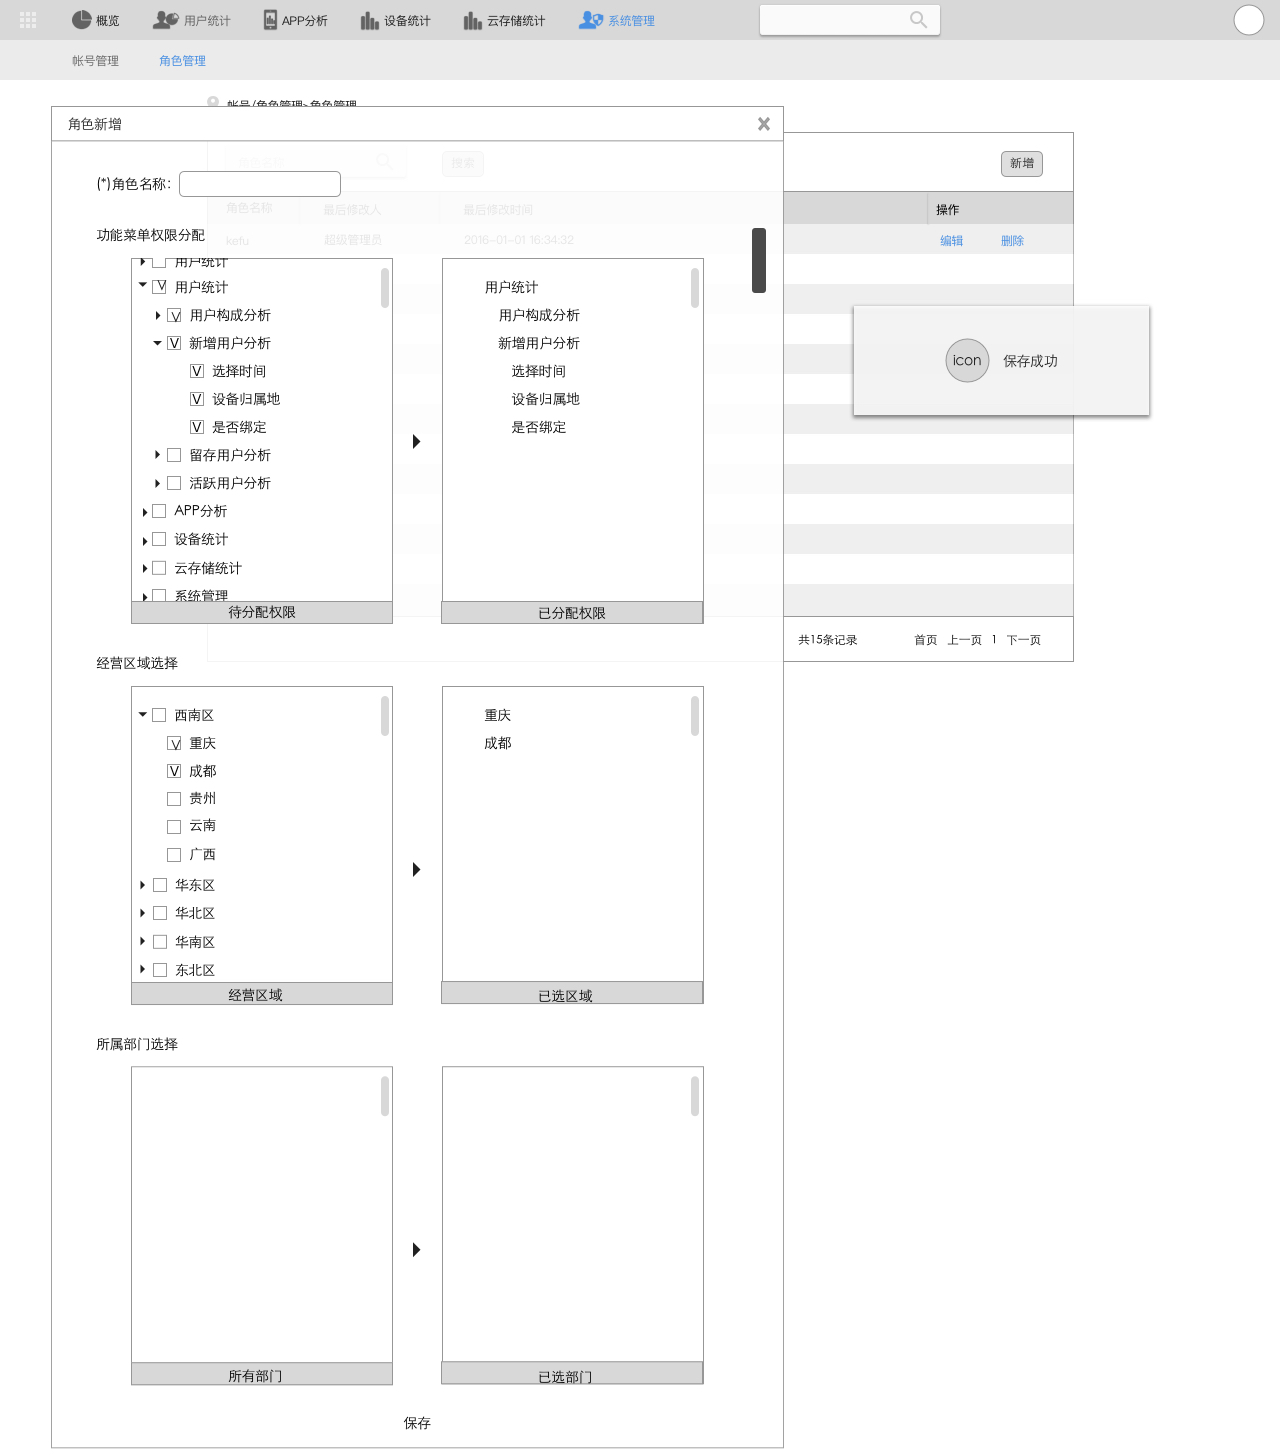 概览 用户统计 APP分析 设备统计 云存储统计 系统管理
帐号管理 角色管理
帐号/角色管理>角色管理
角色新增
角色名称 搜索 新增
(*)角色名称：
角色名称 最后修改人 最后修改时间 操作
功能菜单权限分配
kefu 超级管理员 2016-01-01 16:34:32 编辑 删除
用户统计
V 用户统计 用户统计
V 用户构成分析 用户构成分析
V 新增用户分析 新增用户分析
V 选择时间 选择时间
icon 保存成功
V 设备归属地 设备归属地
V 是否绑定 是否绑定
留存用户分析
活跃用户分析
APP分析
设备统计
云存储统计
系统管理
待分配权限 已分配权限
共15条记录 首页 上一页 1 下一页
经营区域选择
西南区 重庆
V 重庆 成都
V 成都
贵州
云南
广西
华东区
华北区
华南区
东北区
经营区域 已选区域
所属部门选择
所有部门 已选部门
保存